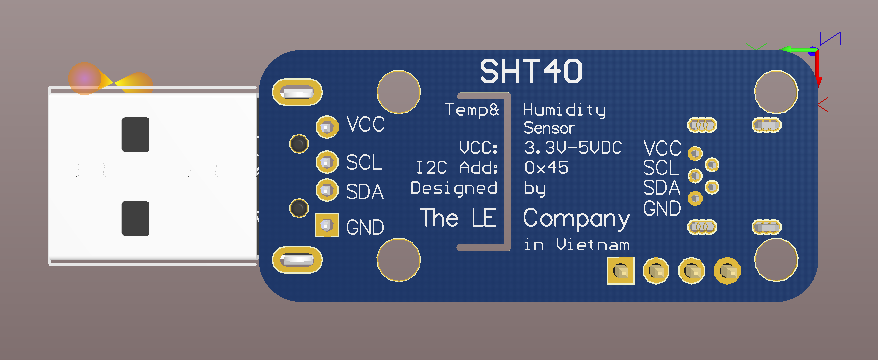 SHT40
Temp& Humidity
Sensor
VCC: 3.3V-5VDC
I2C Add: 0x45
Designed by
The LE Company
in Vietnam
VCC
SCL
SDA
GND
VCC
SCL
SDA
GND